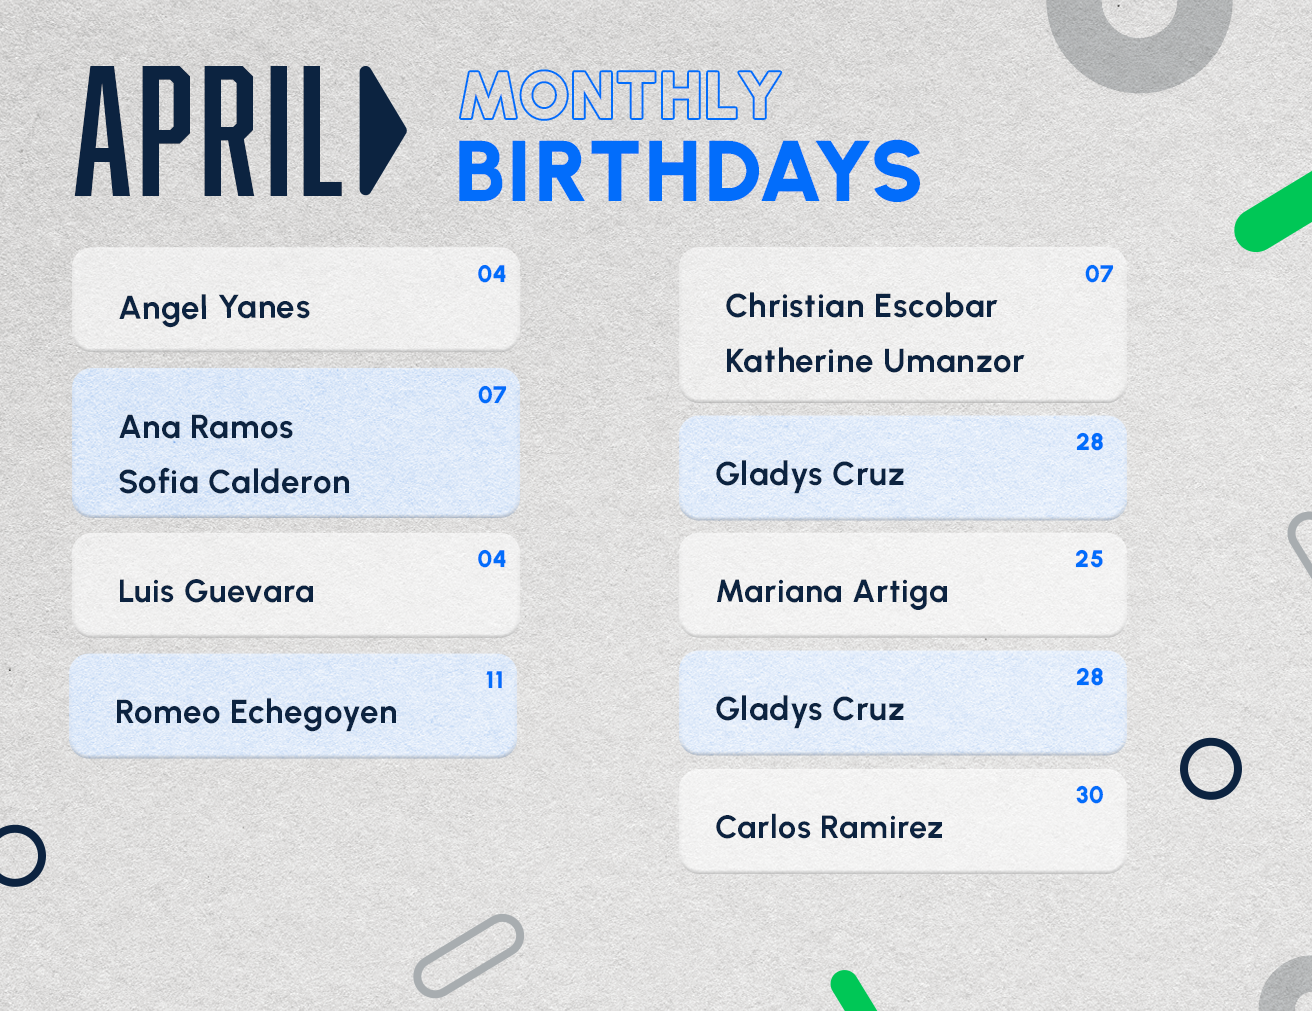 APRIL
MONTHLY
BIRTHDAYS
04
Angel Yanes
07
Ana Ramos
Sofia Calderon
04
Luis Guevara
11
Romeo Echegoyen
07
Christian Escobar
Katherine Umanzor
28
Gladys Cruz
25
Mariana Artiga
28
Gladys Cruz
30
Carlos Ramirez